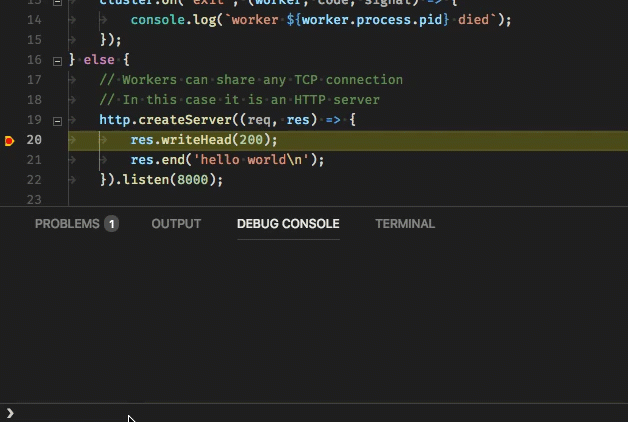 13 cluster.on('exit', (worker, code, signal) => {
14 console.log(`worker ${worker.process.pid} died`);
15 });
16 } else {
17 // Workers can share any TCP connection
18 // In this case it is an HTTP server
19 http.createServer((req, res) => {
20 res.writeHead(200);
21 res.end('hello world\n');
22 }).listen(8000);
23
PROBLEMS 1 OUTPUT DEBUG CONSOLE TERMINAL